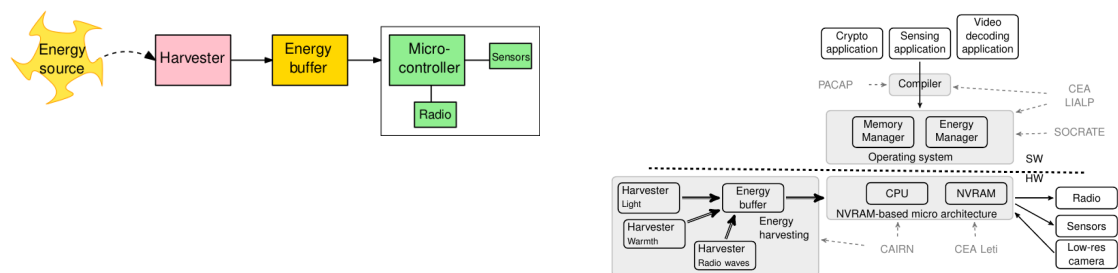 Energy
source
Harvester
Energy
buffer
Micro-
controller
Sensors
Radio
Crypto
application
Sensing
application
Video
decoding
application
PACAP
Compiler
CEA
LIALP
Memory
Manager
Energy
Manager
SOCRATE
Operating system
SW
HW
Harvester
Light
Energy
buffer
CPU
NVRAM
Radio
NVRAM-based micro architecture
Harvester
Warmth
Energy
harvesting
Sensors
Harvester
Radio waves
CAIRN
CEA Leti
Low-res
camera